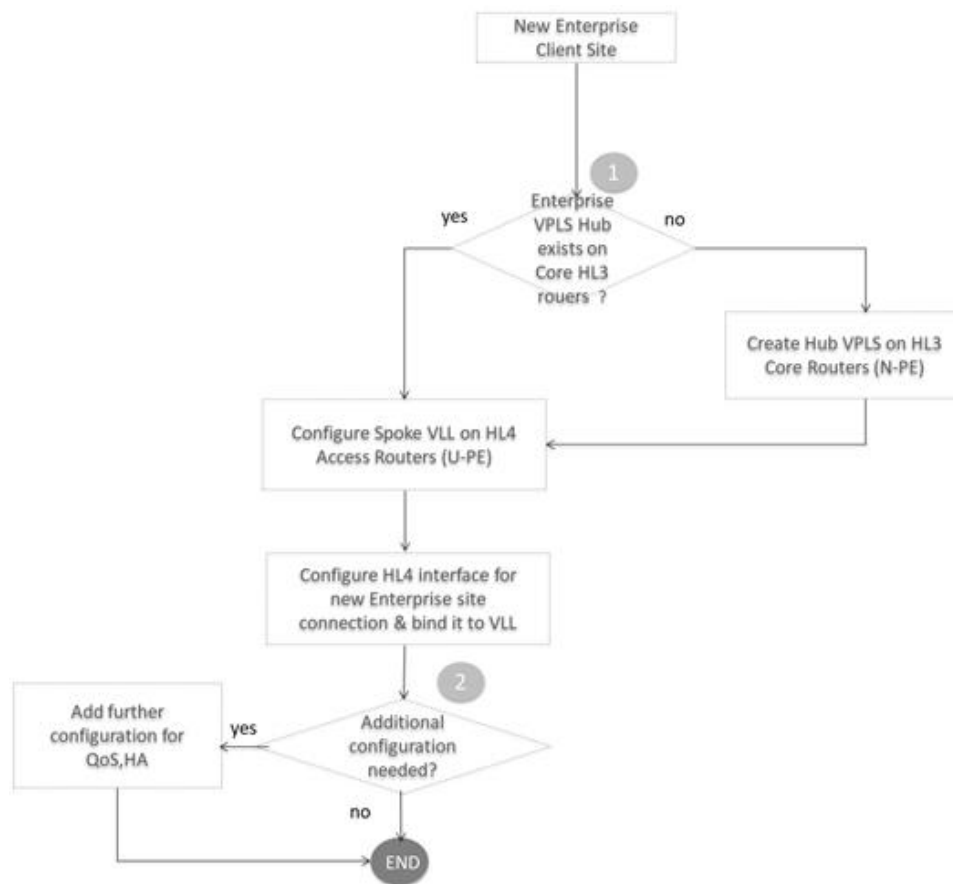 New Enterprise
Client Site
1
Enterprise
VPLS Hub
exists on
Core HL3
rouers ?
yes
no
Create Hub VPLS on HL3
Core Routers (N-PE)
Configure Spoke VLL on HL4
Access Routers (U-PE)
Configure HL4 interface for
new Enterprise site
connection & bind it to VLL
2
Additional
configuration
needed?
yes
Add further
configuration for
QoS,HA
no
END